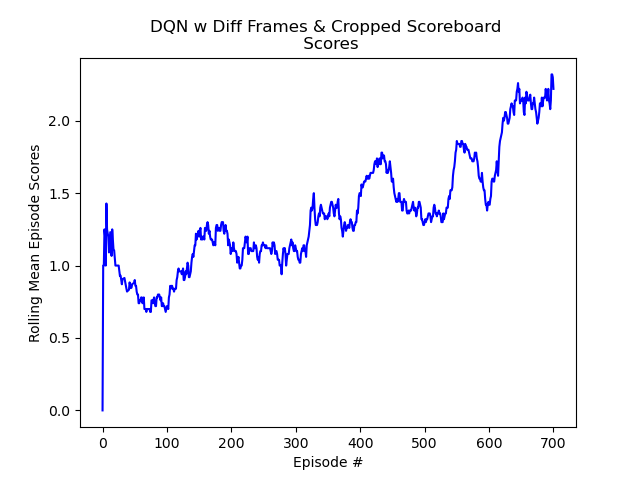 DQN w Diff Frames & Cropped Scoreboard
Scores
Rolling Mean Episode Scores
2.0
1.5
1.0
0.5
0.0
0 100 200 300 400 500 600 700
Episode #